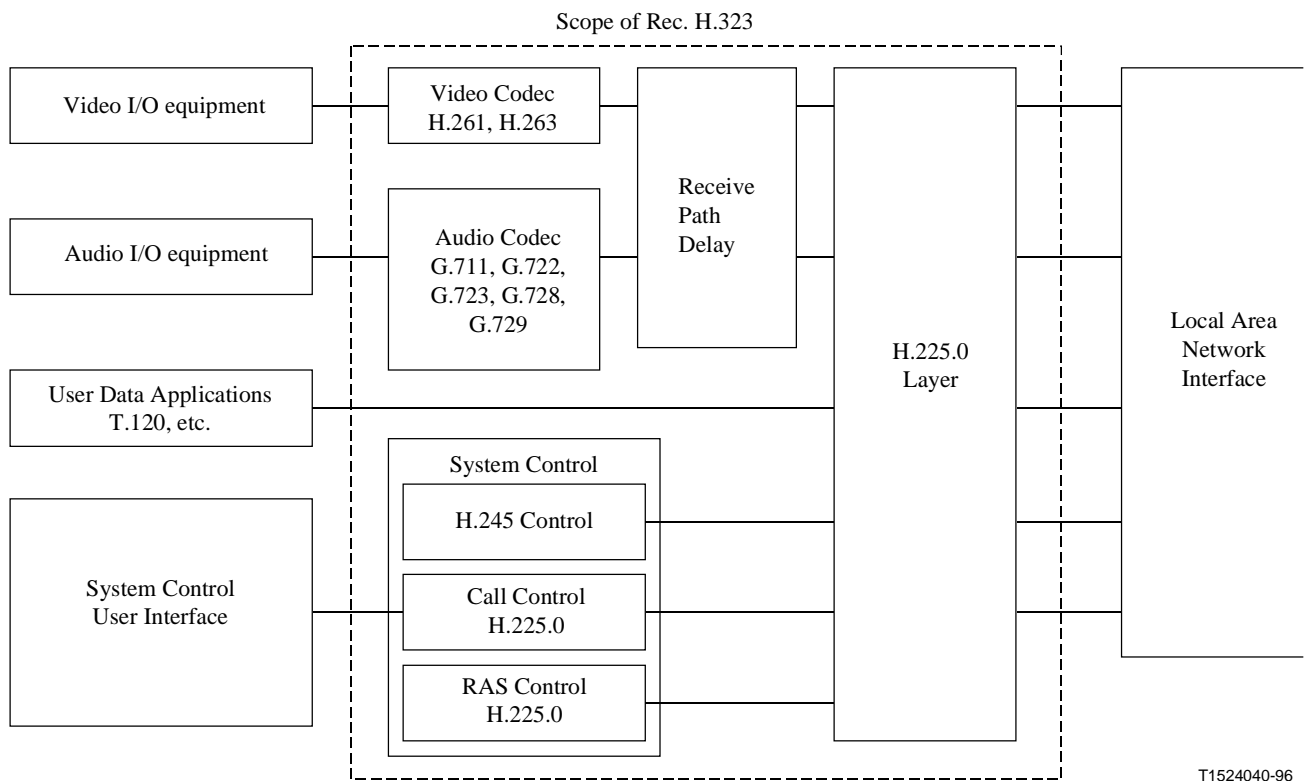 Scope of Rec. H.323
Video I/O equipment
Video Codec
H.261, H.263
Receive
Path
Delay
Audio I/O equipment
Audio Codec
G.711, G.722,
G.723, G.728,
G.729
H.225.0
Layer
Local Area
Network
Interface
User Data Applications
T.120, etc.
System Control
H.245 Control
System Control
User Interface
Call Control
H.225.0
RAS Control
H.225.0
T1524040-96